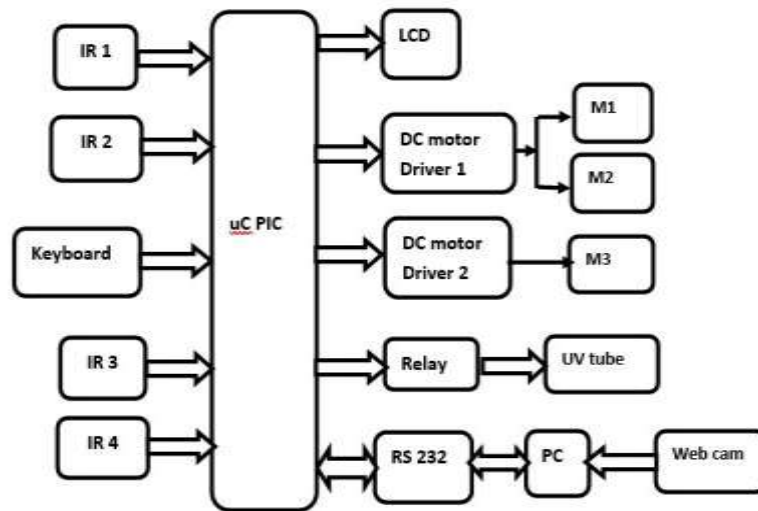 IR 1
IR 2
Keyboard
IR 3
IR 4
uC PIC
LCD
DC motor
Driver 1
M1
M2
DC motor
Driver 2
M3
Relay
UV tube
RS 232
PC
Web cam